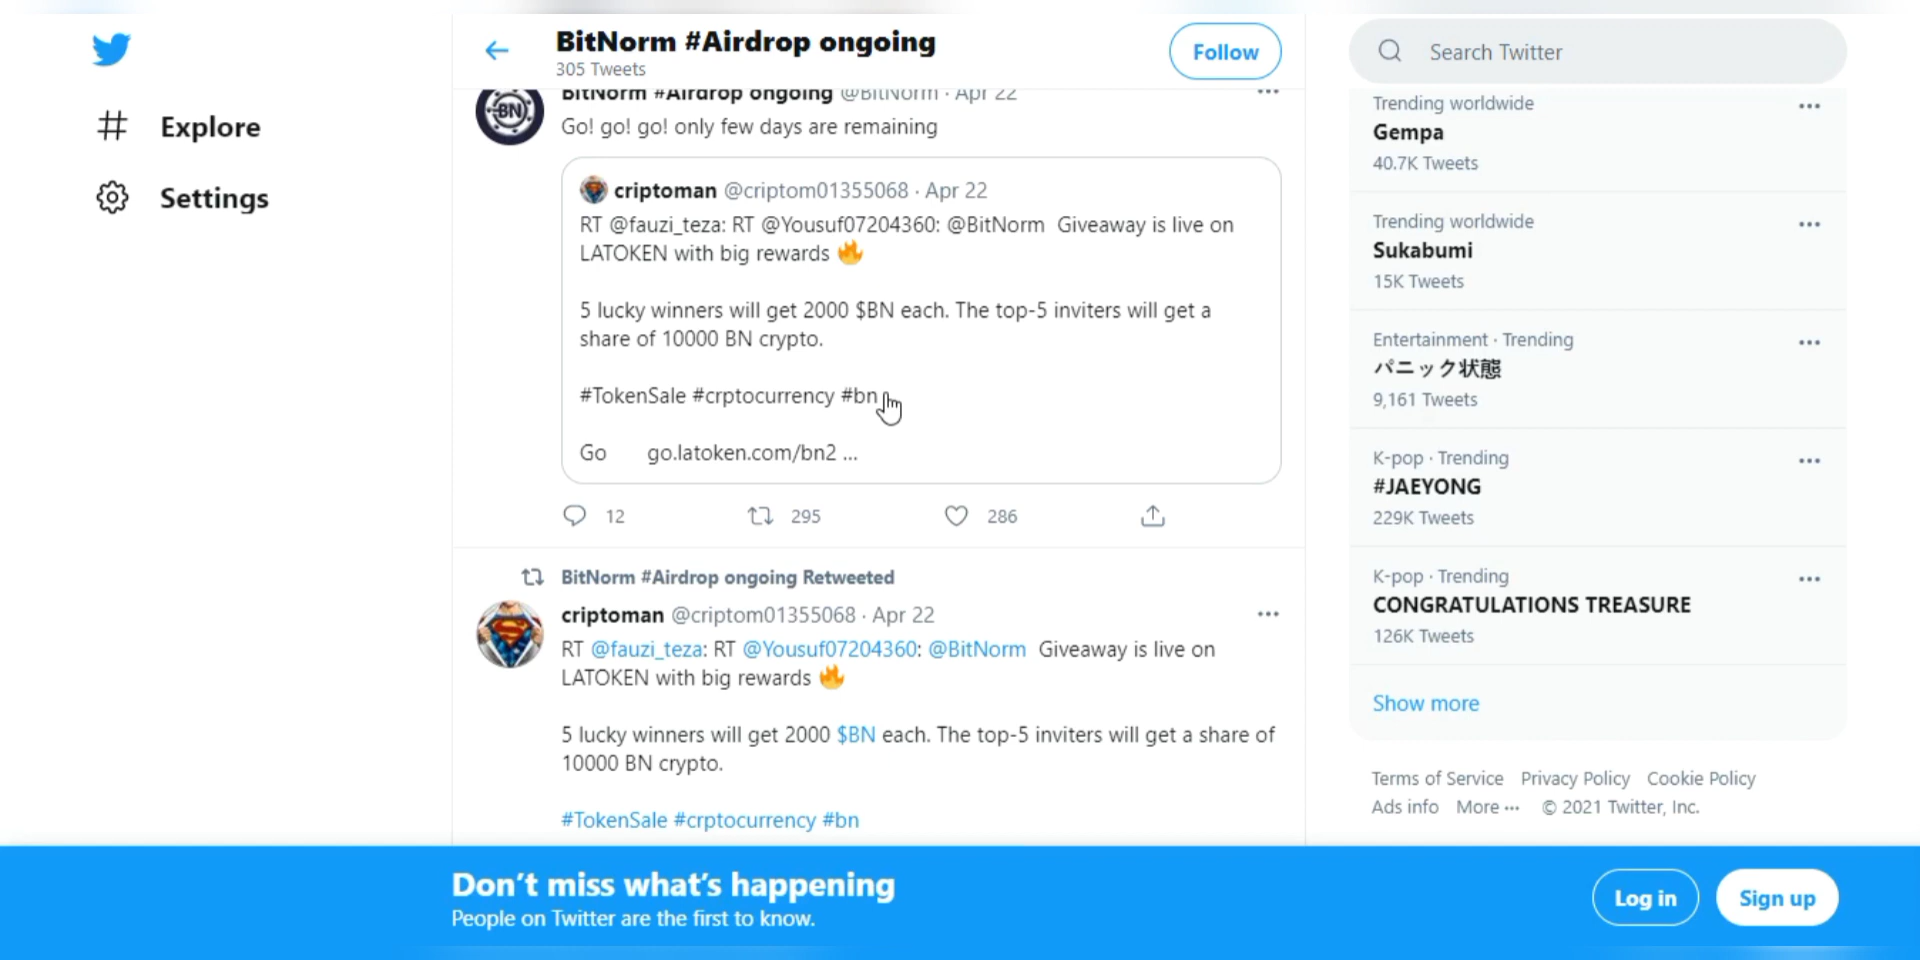 BitNorm #Airdrop ongoing
305 Tweets
Follow
Search Twitter
Explore
Settings
BitNorm #Airdrop ongoing @BitNorm · Apr 22
BN
Go! go! go! only few days are remaining
criptoman @criptom01355068 · Apr 22
RT @fauzi_teza: RT @Yousuf07204360: @BitNorm Giveaway is live on
LATOKEN with big rewards 🔥
5 lucky winners will get 2000 $BN each. The top-5 inviters will get a
share of 10000 BN crypto.
#TokenSale #crptocurrency #bn
Go go.latoken.com/bn2 ...
12
295
286
BitNorm #Airdrop ongoing Retweeted
criptoman @criptom01355068 · Apr 22
RT @fauzi_teza: RT @Yousuf07204360: @BitNorm Giveaway is live on
LATOKEN with big rewards 🔥
5 lucky winners will get 2000 $BN each. The top-5 inviters will get a share of
10000 BN crypto.
#TokenSale #crptocurrency #bn
Trending worldwide
Gempa
40.7K Tweets
Trending worldwide
Sukabumi
15K Tweets
Entertainment · Trending
パニック状態
9,161 Tweets
K-pop · Trending
#JAEYONG
229K Tweets
K-pop · Trending
CONGRATULATIONS TREASURE
126K Tweets
Show more
Terms of Service Privacy Policy Cookie Policy
Ads info More ··· © 2021 Twitter, Inc.
Don't miss what's happening
People on Twitter are the first to know.
Log in
Sign up